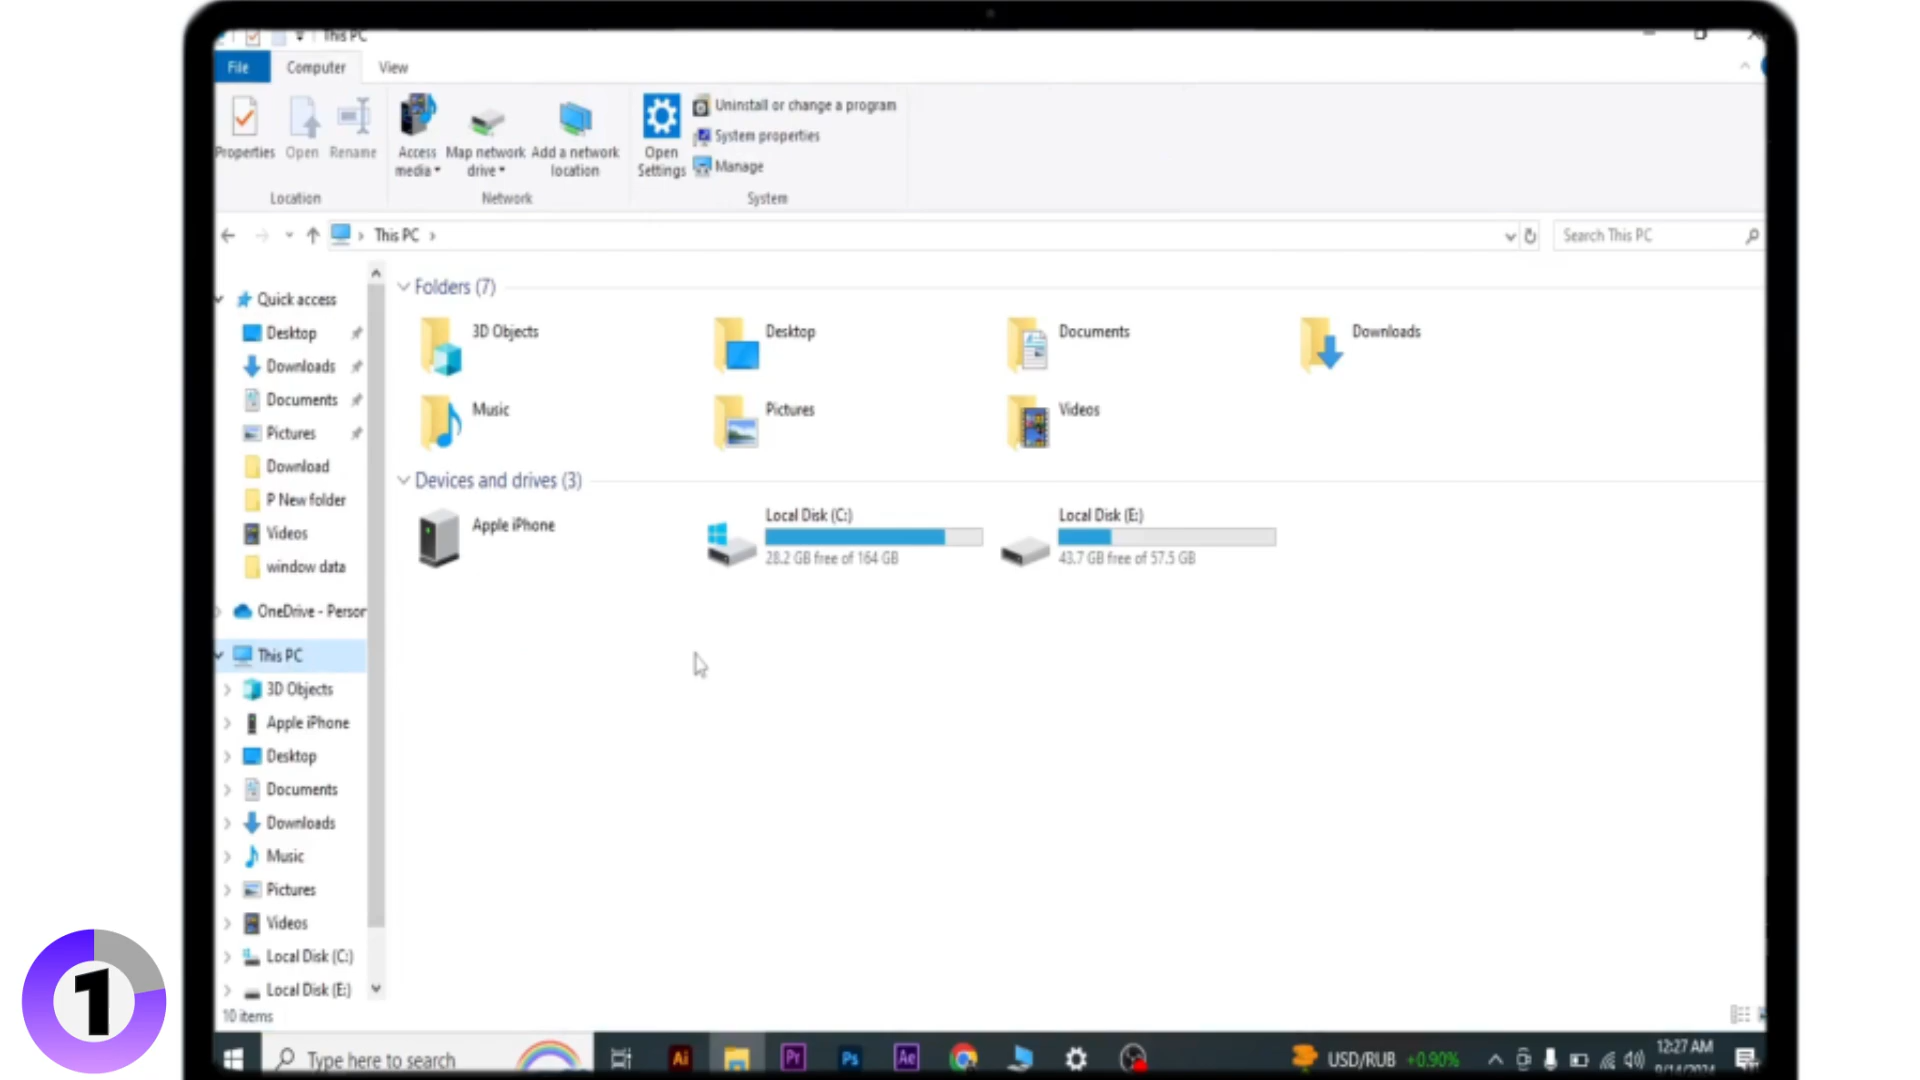 This PC
File Computer View
Properties Open Rename
Access media
Map network drive
Add a network location
Open Settings
Uninstall or change a program
System properties
Manage
Location Network System
This PC
Search This PC
Quick access
Desktop
Downloads
Documents
Pictures
Download
P New folder
Videos
window data
OneDrive - Person
This PC
3D Objects
Apple iPhone
Desktop
Documents
Downloads
Music
Pictures
Videos
Local Disk (C:)
Local Disk (E:)
10 items
Folders (7)
3D Objects Desktop Documents Downloads
Music Pictures Videos
Devices and drives (3)
Apple iPhone
Local Disk (C:)
28.2 GB free of 164 GB
Local Disk (E:)
43.7 GB free of 57.5 GB
1
Type here to search
Ai Pr Ps Ae
USD/RUB +0.90%
12:27 AM